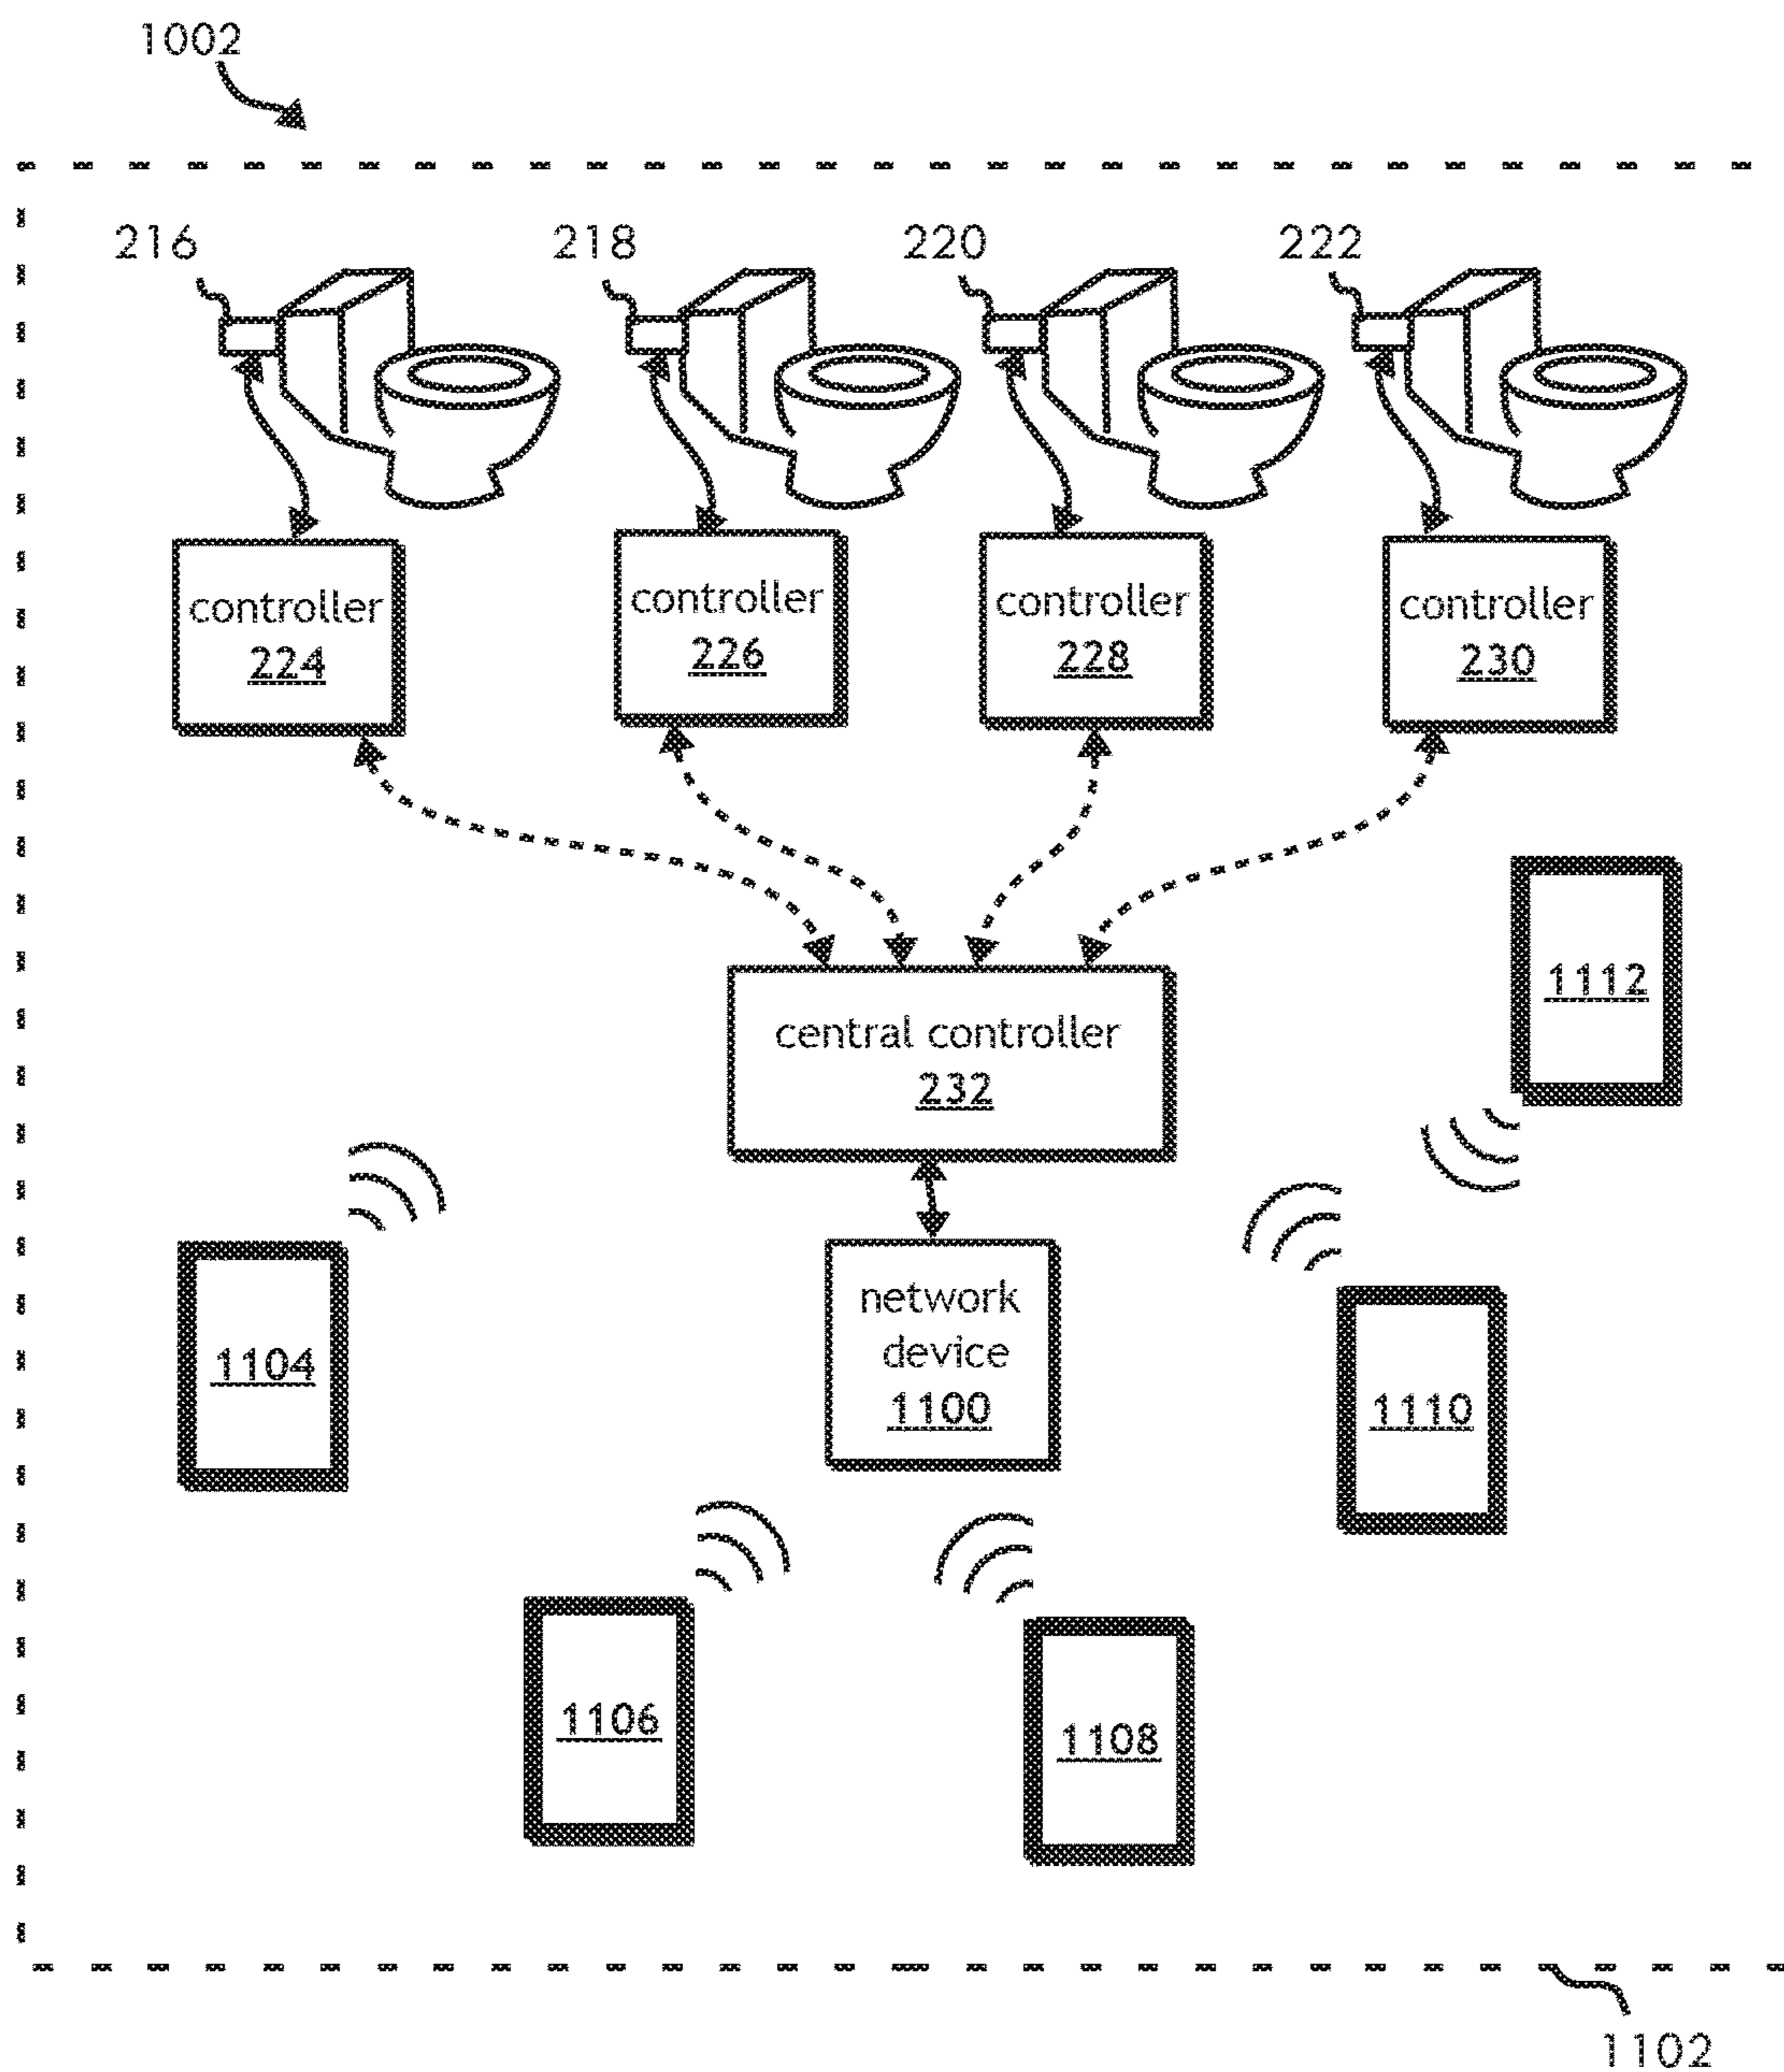 1002
216
218
220
222
controller
224
controller
226
controller
228
controller
230
central controller
232
1112
network
device
1100
1104
1110
1106
1108
1102